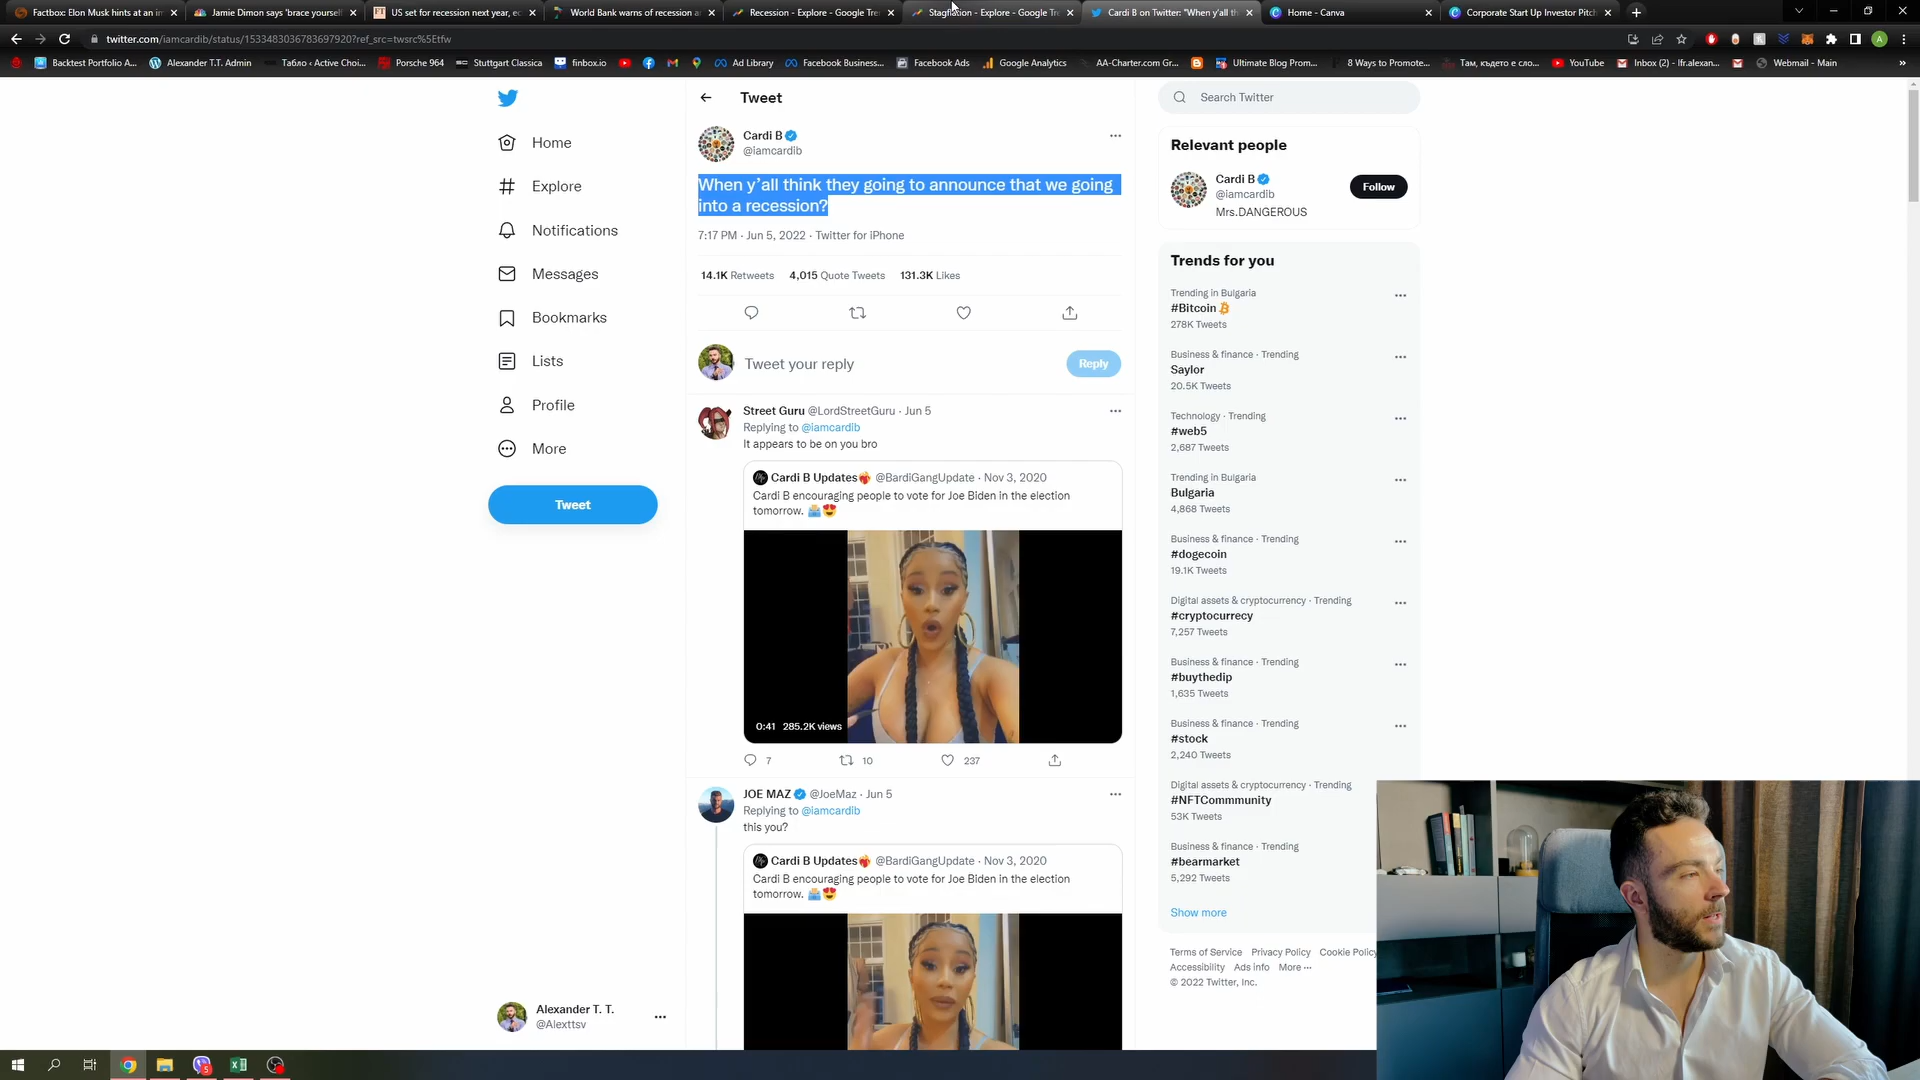 Factbox: Elon Musk hints at an im
Jamie Dimon says 'brace yourself
US set for recession next year, ec
World Bank warns of recession a
Recession - Explore - Google Tre
Stagflation - Explore - Google Tre
Cardi B on Twitter: "When y'all th
Home - Canva
Corporate Start Up Investor Pitch
twitter.com/iamcardib/status/1533483036783697920?ref_src=twsrc%5Etfw
Backtest Portfolio A...
Alexander T.T. Admin
Табло ‹ Active Choi...
Porsche 964
Stuttgart Classica
finbox.io
Ad Library
Facebook Business...
Facebook Ads
Google Analytics
AA-Charter.com Gr...
Ultimate Blog Prom...
8 Ways to Promote...
Там, където е сло...
YouTube
Inbox (2) - lfr.alexan...
Webmail - Main
Home
Explore
Notifications
Messages
Bookmarks
Lists
Profile
More
Tweet
Alexander T. T.
@Alexttsv
Tweet
Cardi B
@iamcardib
When y'all think they going to announce that we going
into a recession?
7:17 PM · Jun 5, 2022 · Twitter for iPhone
14.1K Retweets 4,015 Quote Tweets 131.3K Likes
Tweet your reply
Reply
Street Guru @LordStreetGuru · Jun 5
Replying to @iamcardib
It appears to be on you bro
Cardi B Updates @BardiGangUpdate · Nov 3, 2020
Cardi B encouraging people to vote for Joe Biden in the election
tomorrow.
0:41 285.2K views
7 10 237
JOE MAZ @JoeMaz · Jun 5
Replying to @iamcardib
this you?
Cardi B Updates @BardiGangUpdate · Nov 3, 2020
Cardi B encouraging people to vote for Joe Biden in the election
tomorrow.
Search Twitter
Relevant people
Cardi B
@iamcardib
Follow
Mrs.DANGEROUS
Trends for you
Trending in Bulgaria
#Bitcoin
278K Tweets
Business & finance · Trending
Saylor
20.5K Tweets
Technology · Trending
#web5
2,687 Tweets
Trending in Bulgaria
Bulgaria
4,868 Tweets
Business & finance · Trending
#dogecoin
19.1K Tweets
Digital assets & cryptocurrency · Trending
#cryptocurrecy
7,257 Tweets
Business & finance · Trending
#buythedip
1,635 Tweets
Business & finance · Trending
#stock
2,240 Tweets
Digital assets & cryptocurrency · Trending
#NFTCommmunity
53K Tweets
Business & finance · Trending
#bearmarket
5,292 Tweets
Show more
Terms of Service Privacy Policy Cookie Policy
Accessibility Ads info More ···
© 2022 Twitter, Inc.